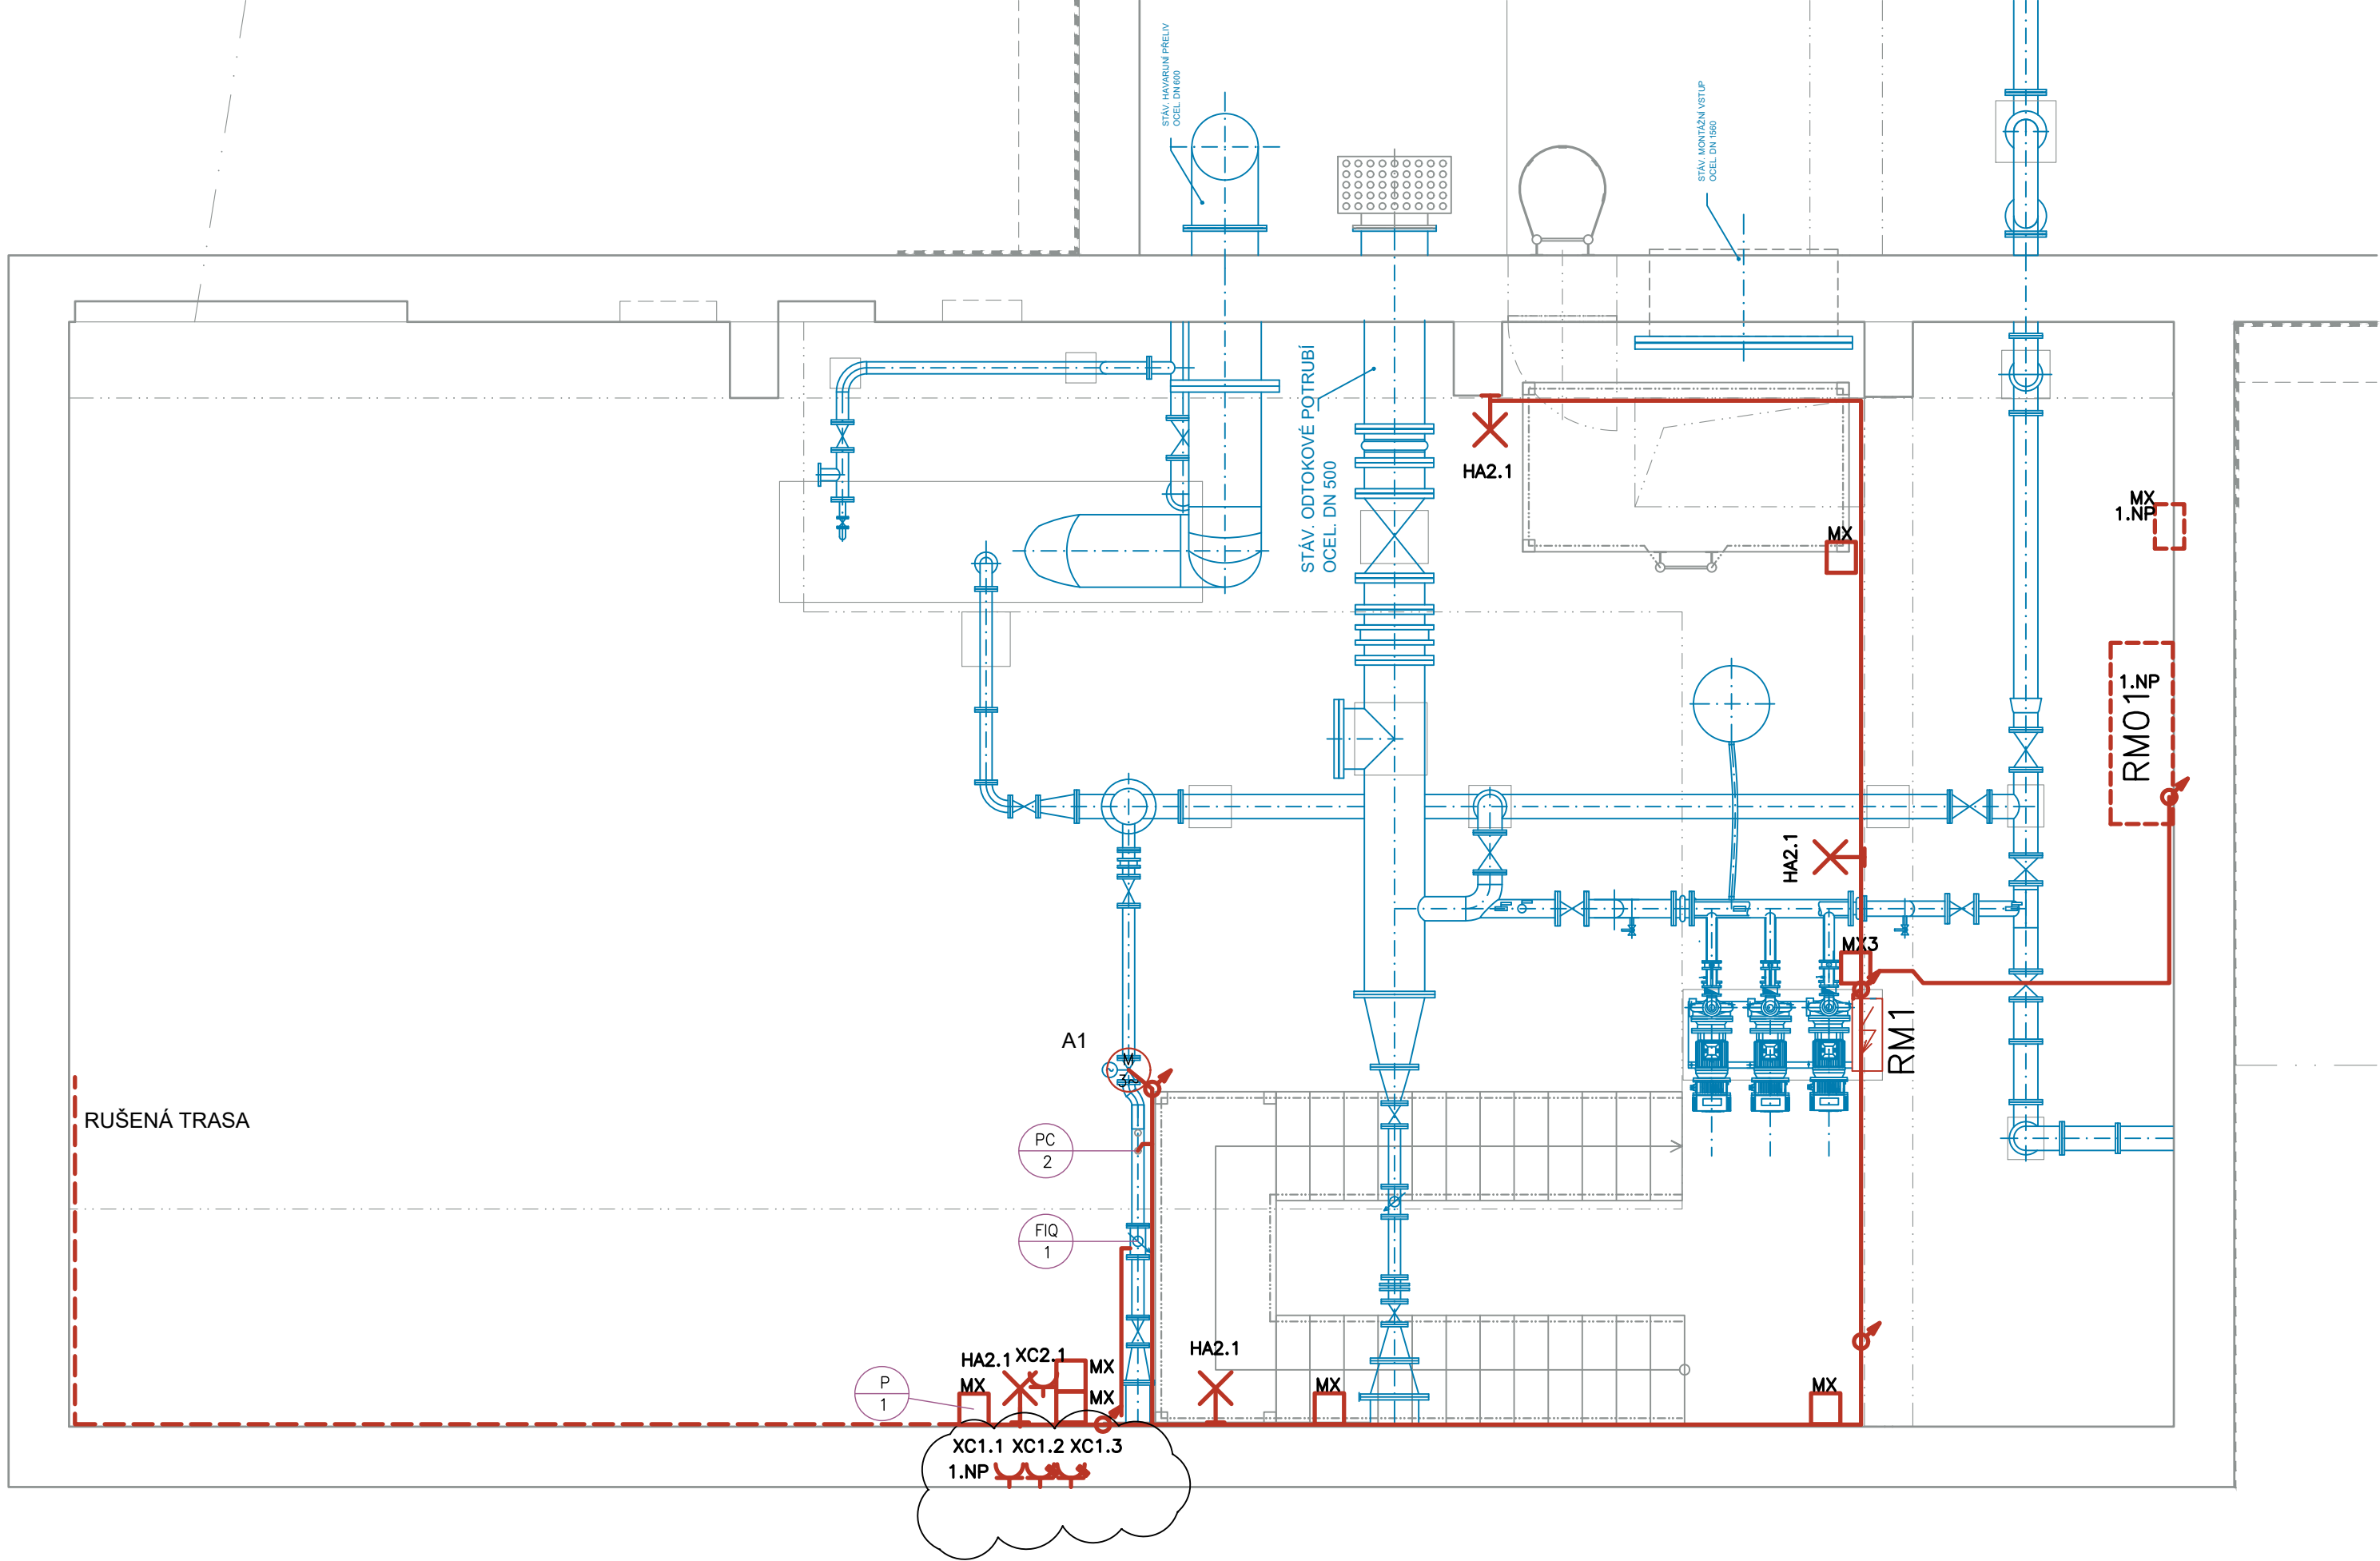 STÁV. HAVARIJNÍ PŘELIV
OCEL. DN 600
STÁV. MONTÁŽNÍ VSTUP
OCEL. DN 1560
STÁV. ODTOKOVÉ POTRUBÍ
OCEL. DN 500
HA2.1
MX
MX
1.NP
1.NP
RM01
HA2.1
MX3
RM1
A1
M
3~
RUŠENÁ TRASA
PC
2
FIQ
1
HA2.1
XC2.1
HA2.1
MX
MX
P
1
MX
MX
MX
XC1.1 XC1.2 XC1.3
1.NP